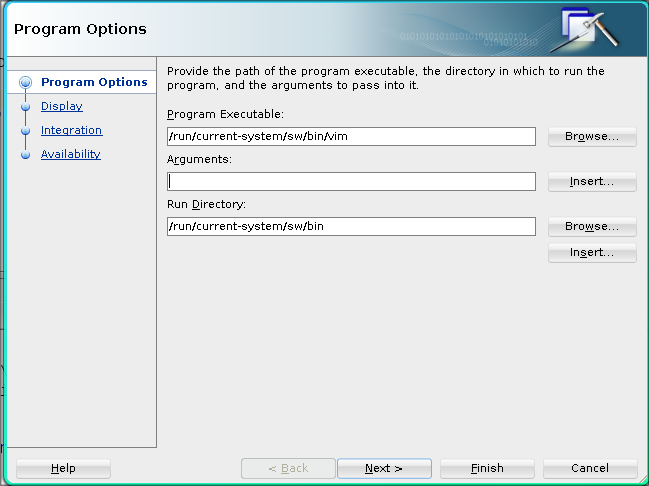 Program Options
Program Options
Display
Integration
Availability
Provide the path of the program executable, the directory in which to run the
program, and the arguments to pass into it.
Program Executable:
/run/current-system/sw/bin/vim
Browse...
Arguments:
Insert...
Run Directory:
/run/current-system/sw/bin
Browse...
Insert...
Help
< Back
Next >
Finish
Cancel